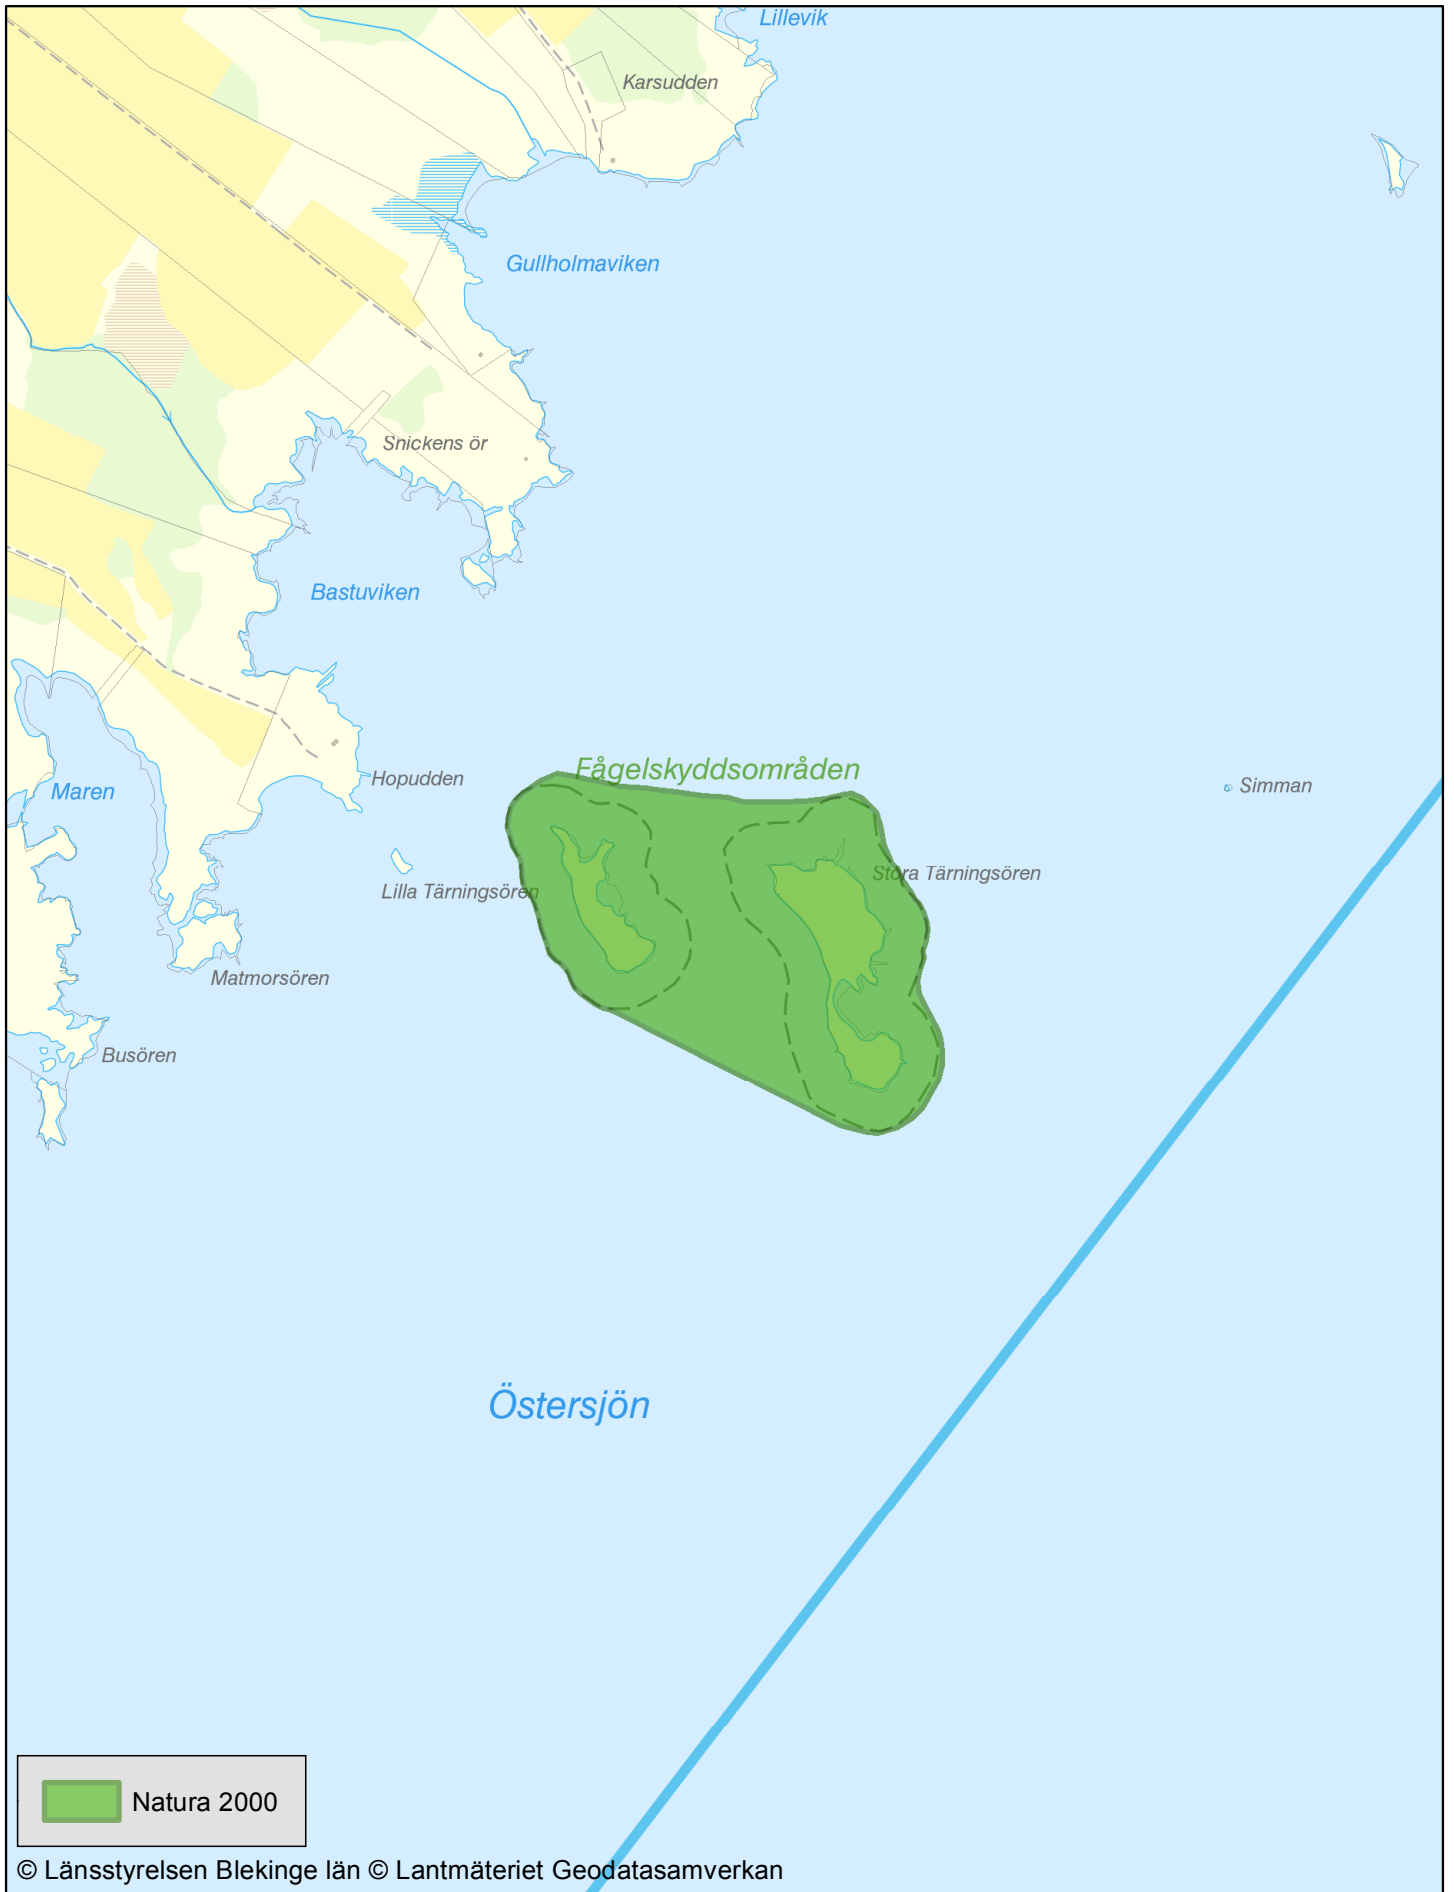 Lillevik
Karsudden
Gullholmaviken
Snickens ör
Bastuviken
Fågelskyddsområden
Hopudden
Simman
Maren
Stora Tärningsören
Lilla Tärningsören
Matmorsören
Busören
Östersjön
Natura 2000
© Länsstyrelsen Blekinge län © Lantmäteriet Geodatasamverkan